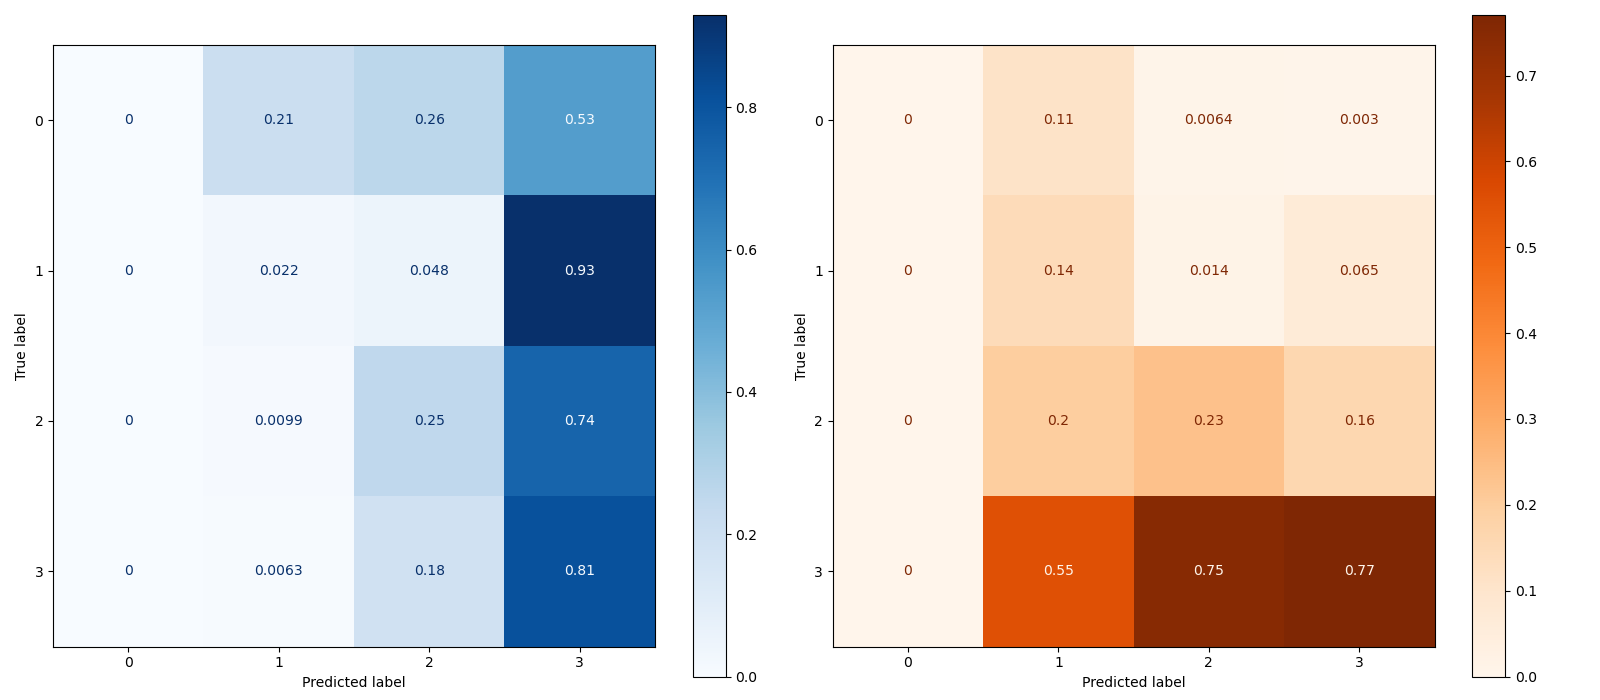 0 0 0.21 0.26 0.53
1 0 0.022 0.048 0.93
2 0 0.0099 0.25 0.74
3 0 0.0063 0.18 0.81
0 1 2 3
True label
Predicted label
0.8
0.6
0.4
0.2
0.0
0 0 0.11 0.0064 0.003
1 0 0.14 0.014 0.065
2 0 0.2 0.23 0.16
3 0 0.55 0.75 0.77
0 1 2 3
True label
Predicted label
0.7
0.6
0.5
0.4
0.3
0.2
0.1
0.0